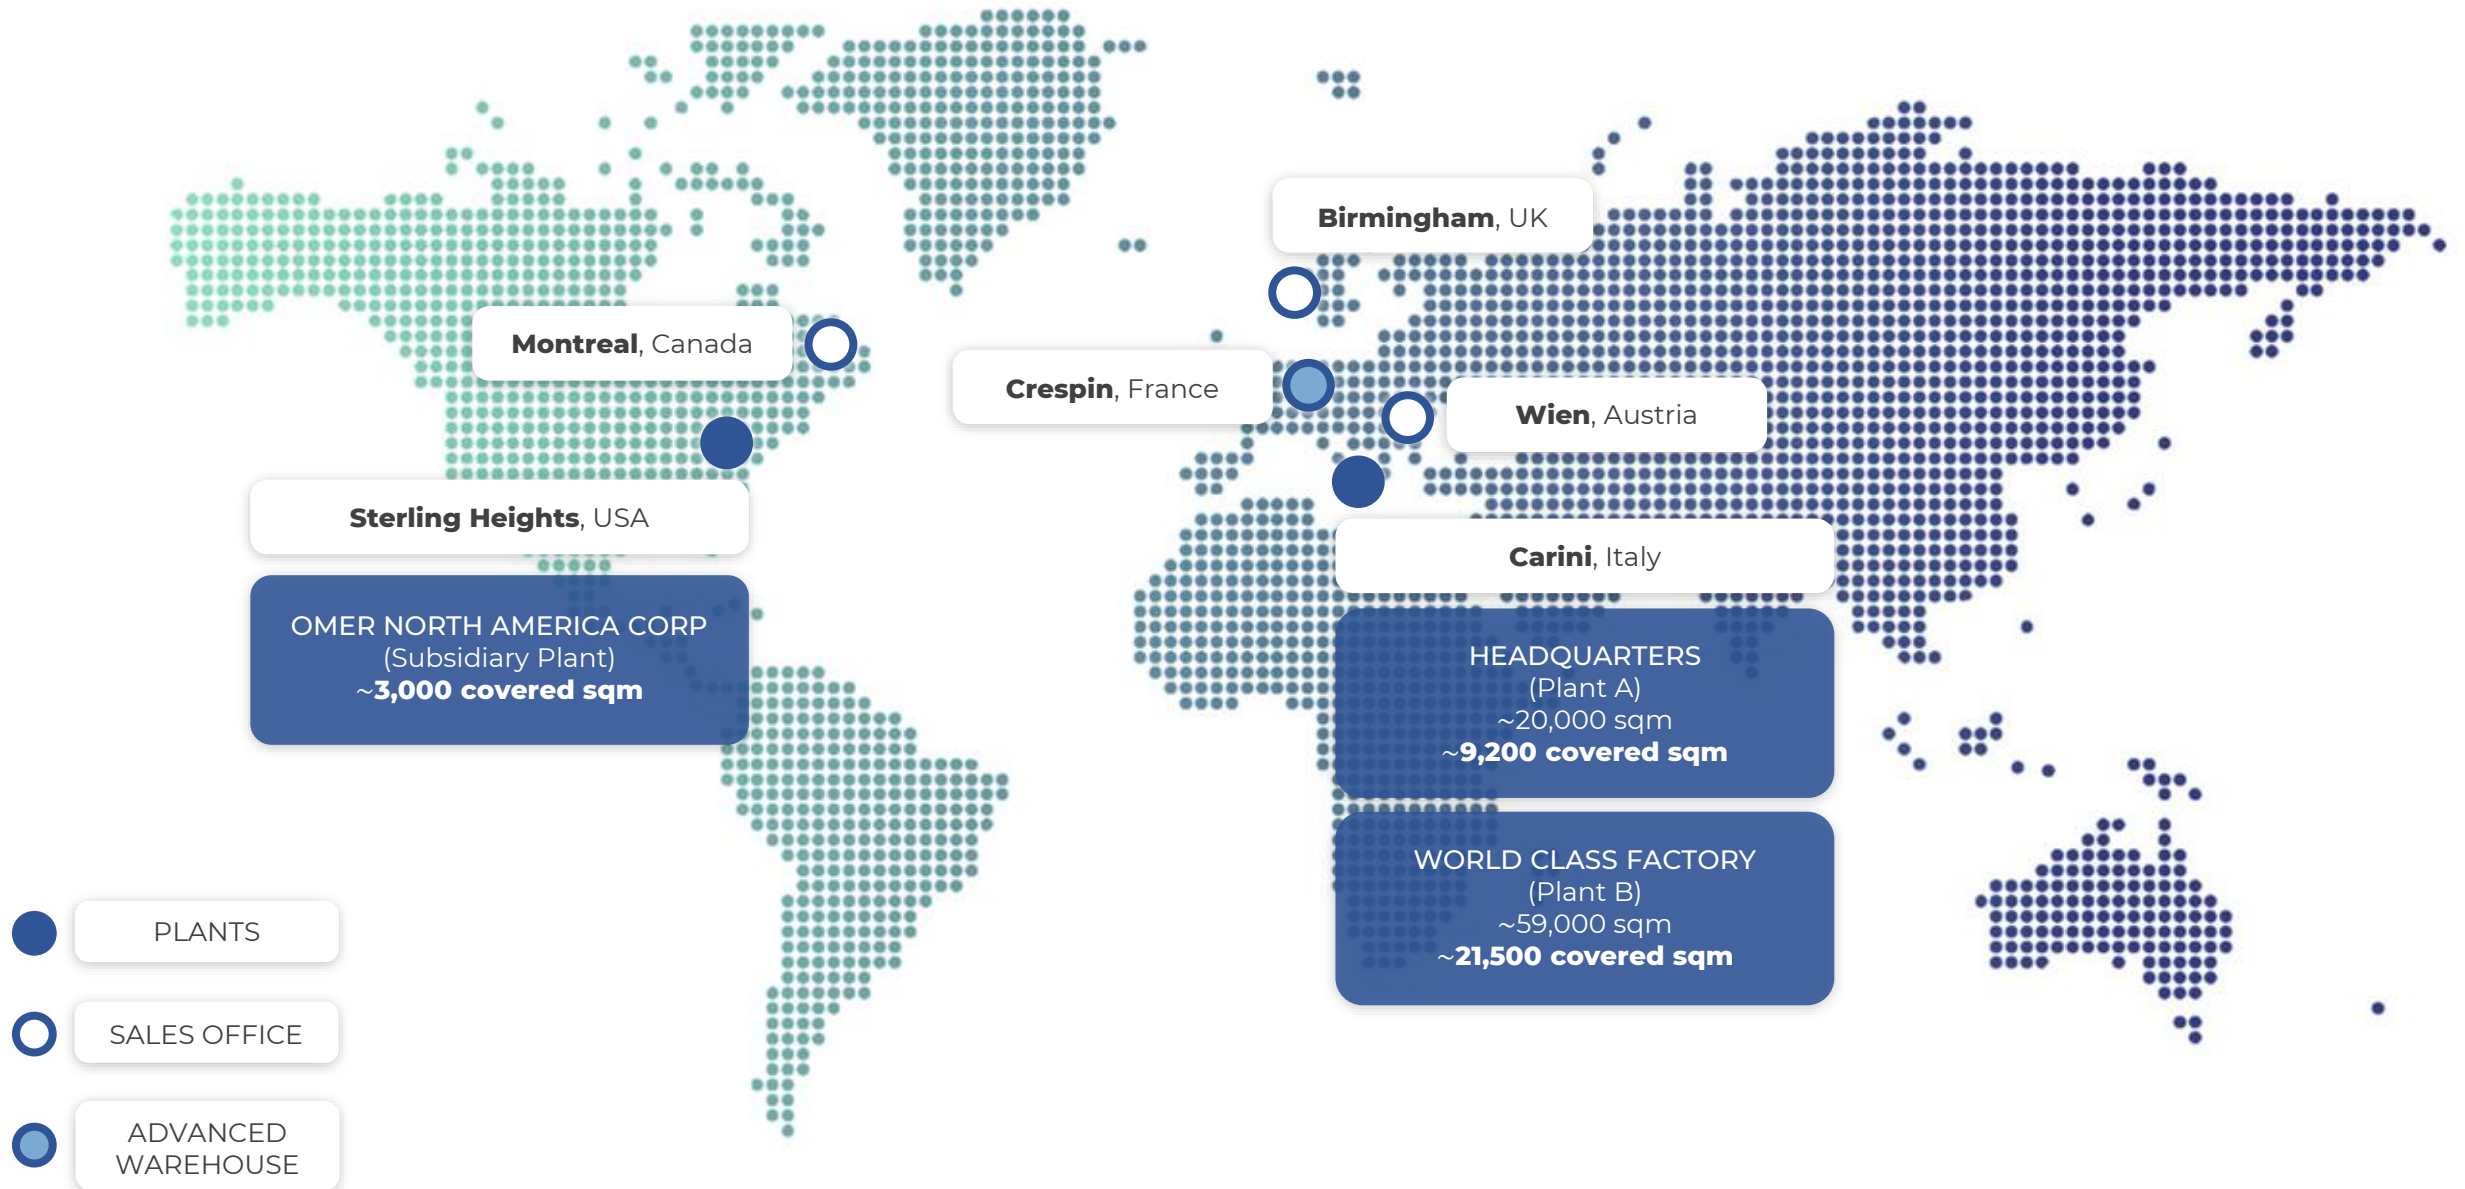 Birmingham, UK
Montreal, Canada
Crespin, France
Wien, Austria
Sterling Heights, USA
Carini, Italy
OMER NORTH AMERICA CORP
(Subsidiary Plant)
~3,000 covered sqm
HEADQUARTERS
(Plant A)
~20,000 sqm
~9,200 covered sqm
WORLD CLASS FACTORY
(Plant B)
~59,000 sqm
~21,500 covered sqm
PLANTS
SALES OFFICE
ADVANCED
WAREHOUSE